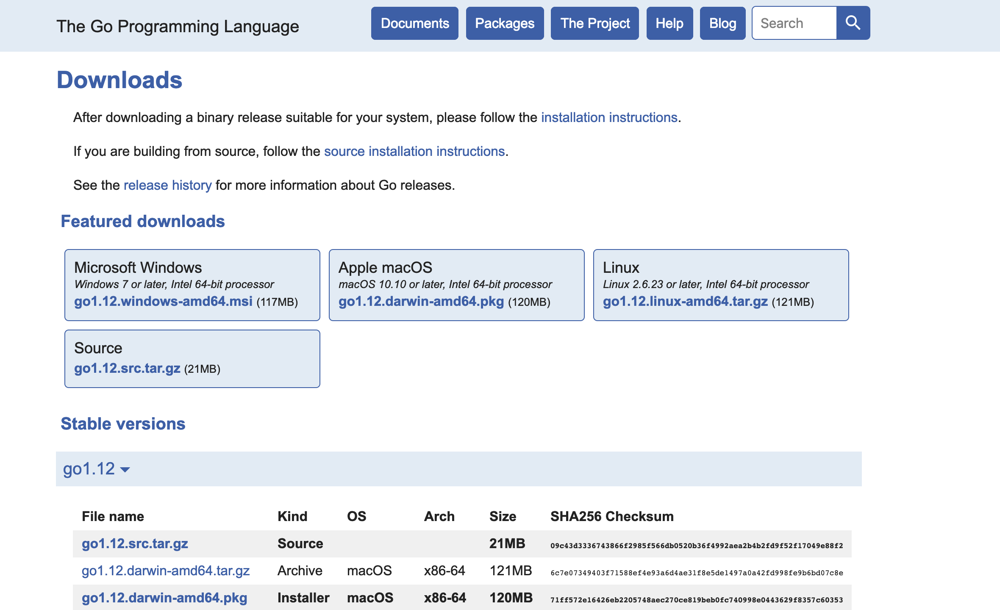 The Go Programming Language
Documents Packages The Project Help Blog Search
Downloads
After downloading a binary release suitable for your system, please follow the installation instructions.
If you are building from source, follow the source installation instructions.
See the release history for more information about Go releases.
Featured downloads
Microsoft Windows
Windows 7 or later, Intel 64-bit processor
go1.12.windows-amd64.msi (117MB)
Apple macOS
macOS 10.10 or later, Intel 64-bit processor
go1.12.darwin-amd64.pkg (120MB)
Linux
Linux 2.6.23 or later, Intel 64-bit processor
go1.12.linux-amd64.tar.gz (121MB)
Source
go1.12.src.tar.gz (21MB)
Stable versions
go1.12
File name Kind OS Arch Size SHA256 Checksum
go1.12.src.tar.gz Source 21MB 09c43d3336743866f2985f566db0520b36f4992aea2b4b2fd9f52f17049e88f2
go1.12.darwin-amd64.tar.gz Archive macOS x86-64 121MB 6c7e07349403f71588ef4e93a6d4ae31f8e5de1497a0a42fd998fe9b6bd07c8e
go1.12.darwin-amd64.pkg Installer macOS x86-64 120MB 71ff572e16426eb2205748aec270ce819beb0fc740998e0443629f8357c60353